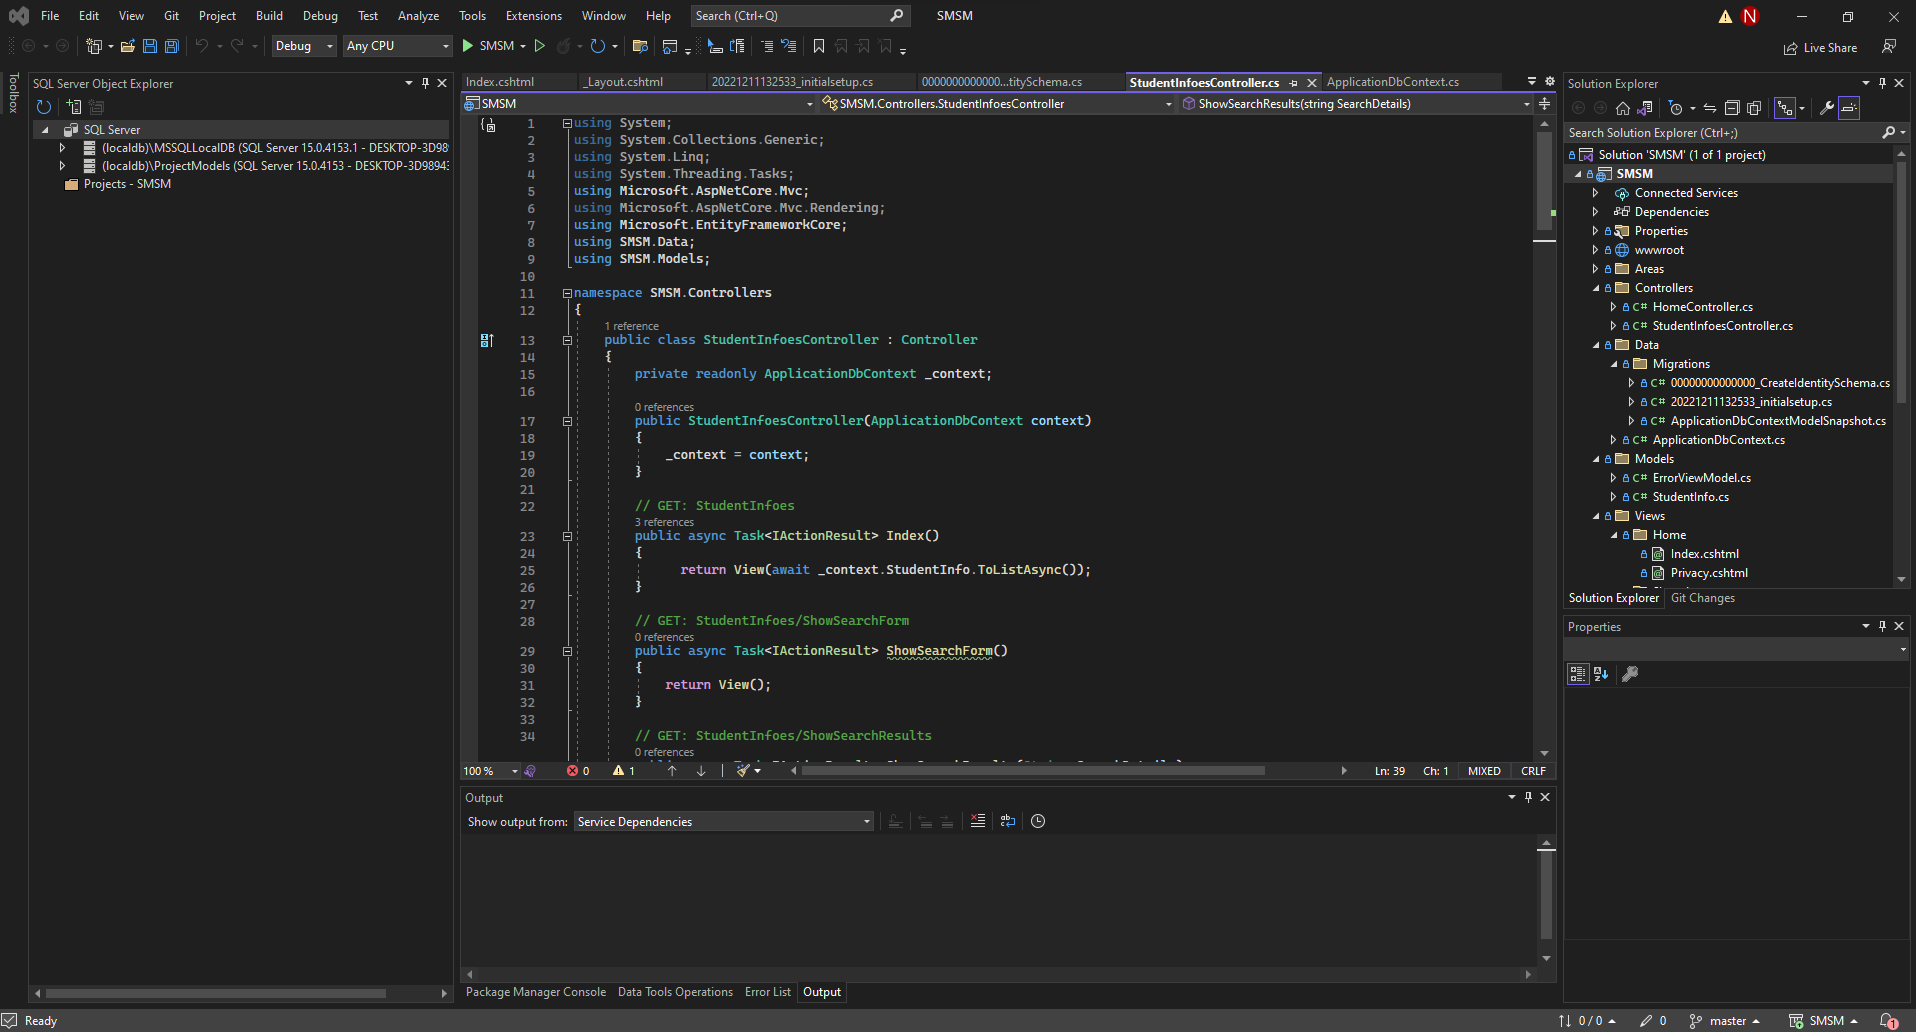 File Edit View Git Project Build Debug Test Analyze Tools Extensions Window Help Search (Ctrl+Q) SMSM
N
Debug Any CPU SMSM Live Share
Toolbox
SQL Server Object Explorer
SQL Server
(localdb)\MSSQLLocalDB (SQL Server 15.0.4153.1 - DESKTOP-3D98
(localdb)\ProjectModels (SQL Server 15.0.4153 - DESKTOP-3D9894
Projects - SMSM
Index.cshtml _Layout.cshtml 20221211132533_initialsetup.cs 0000000000000...titySchema.cs StudentInfoesController.cs ApplicationDbContext.cs
SMSM SMSM.Controllers.StudentInfoesController ShowSearchResults(string SearchDetails)
1 using System;
2 using System.Collections.Generic;
3 using System.Linq;
4 using System.Threading.Tasks;
5 using Microsoft.AspNetCore.Mvc;
6 using Microsoft.AspNetCore.Mvc.Rendering;
7 using Microsoft.EntityFrameworkCore;
8 using SMSM.Data;
9 using SMSM.Models;
10
11 namespace SMSM.Controllers
12 {
1 reference
13 public class StudentInfoesController : Controller
14 {
15 private readonly ApplicationDbContext _context;
16
0 references
17 public StudentInfoesController(ApplicationDbContext context)
18 {
19 _context = context;
20 }
21
22 // GET: StudentInfoes
3 references
23 public async Task<IActionResult> Index()
24 {
25 return View(await _context.StudentInfo.ToListAsync());
26 }
27
28 // GET: StudentInfoes/ShowSearchForm
0 references
29 public async Task<IActionResult> ShowSearchForm()
30 {
31 return View();
32 }
33
34 // GET: StudentInfoes/ShowSearchResults
0 references
100 % 0 1 Ln: 39 Ch: 1 MIXED CRLF
Output
Show output from: Service Dependencies
Package Manager Console Data Tools Operations Error List Output
Solution Explorer
Search Solution Explorer (Ctrl+;)
Solution 'SMSM' (1 of 1 project)
SMSM
Connected Services
Dependencies
Properties
wwwroot
Areas
Controllers
C# HomeController.cs
C# StudentInfoesController.cs
Data
Migrations
C# 00000000000000_CreateIdentitySchema.cs
C# 20221211132533_initialsetup.cs
C# ApplicationDbContextModelSnapshot.cs
C# ApplicationDbContext.cs
Models
C# ErrorViewModel.cs
C# StudentInfo.cs
Views
Home
Index.cshtml
Privacy.cshtml
Solution Explorer Git Changes
Properties
Ready 0 / 0 0 master SMSM 1